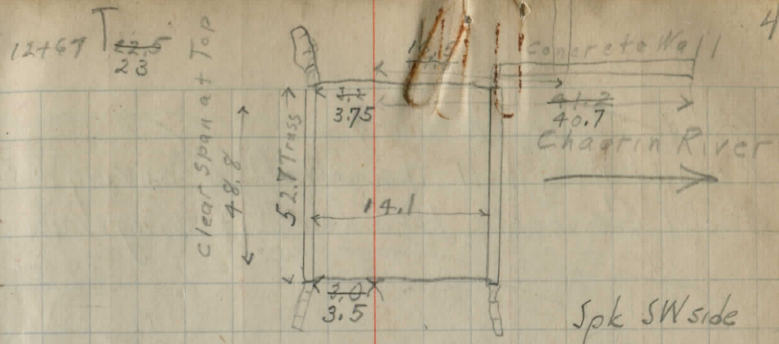 4
12+67 T 22.5
23
Clear Span at Top
48.8
52.7 Truss
Concrete Wall
3.75
41.2
40.7
Chagrin River
14.1
3.0
3.5
Spk SW side